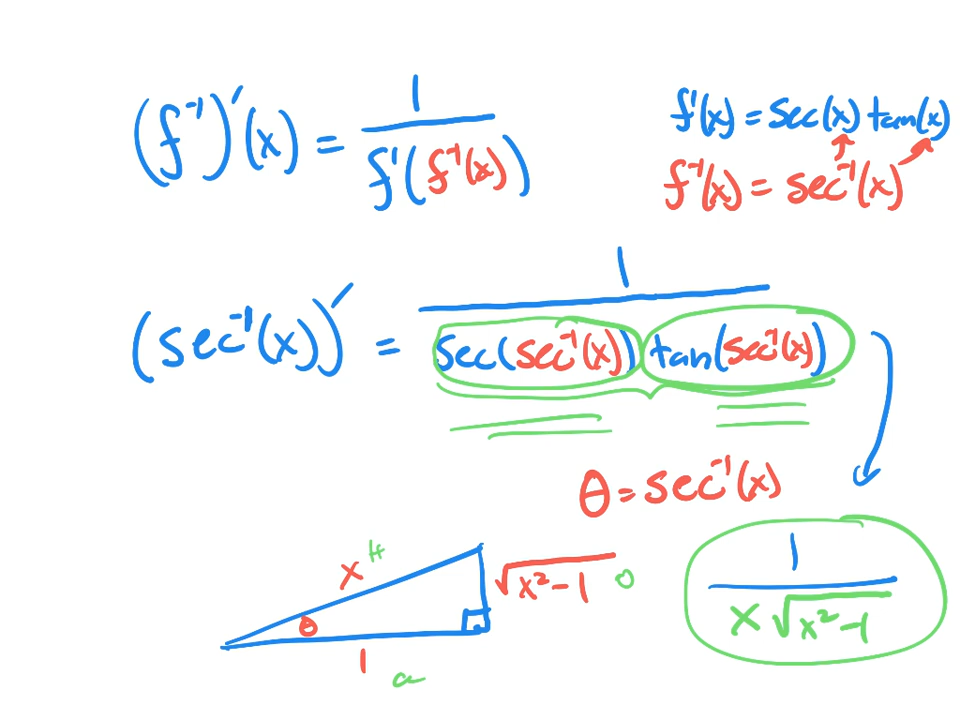 (f⁻¹)′(x) = 1 / f′(f⁻¹(x))
f′(x) = sec(x) tan(x)
f⁻¹(x) = sec⁻¹(x)
(sec⁻¹(x))′ = 1 / sec(sec⁻¹(x)) tan(sec⁻¹(x))
θ = sec⁻¹(x)
x H
θ
√x² − 1 o
1
a
1 / x √x² − 1